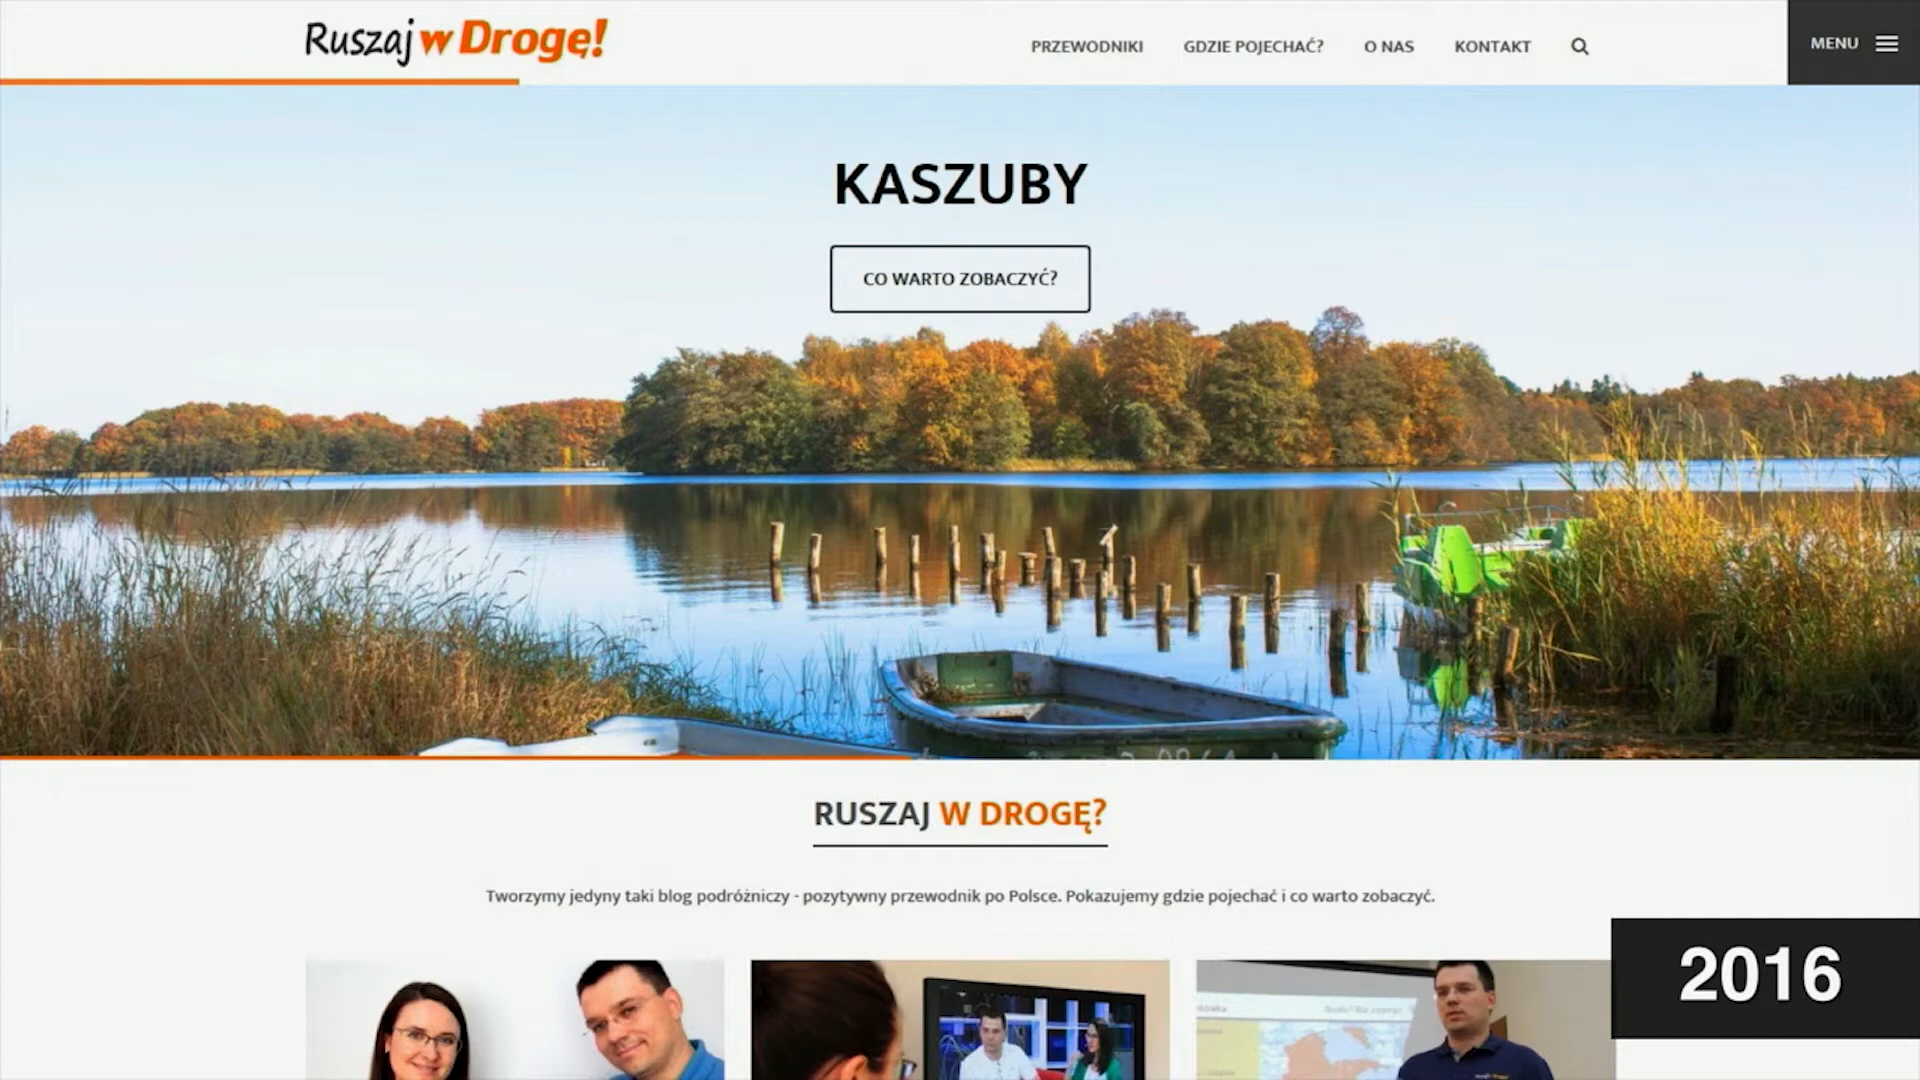 Ruszaj w Drogę!
PRZEWODNIKI
GDZIE POJECHAĆ?
O NAS
KONTAKT
MENU
KASZUBY
CO WARTO ZOBACZYĆ?
RUSZAJ W DROGĘ?
Tworzymy jedyny taki blog podróżniczy - pozytywny przewodnik po Polsce. Pokazujemy gdzie pojechać i co warto zobaczyć.
2016